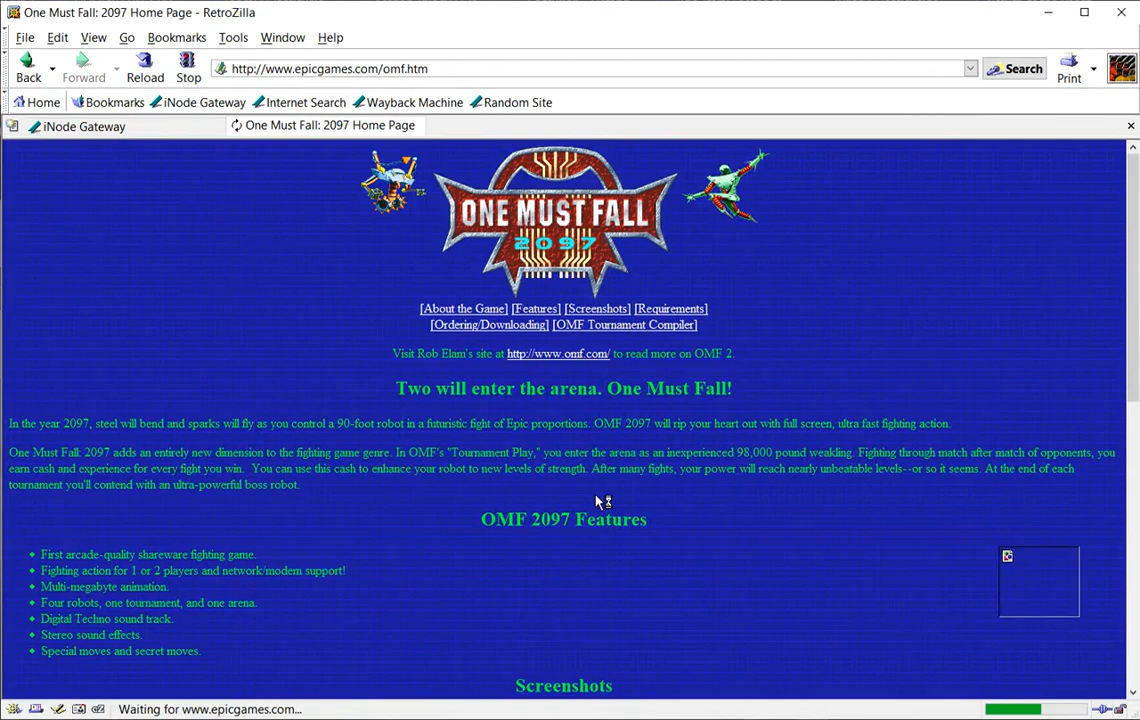 One Must Fall: 2097 Home Page - RetroZilla
File Edit View Go Bookmarks Tools Window Help
Back Forward Reload Stop http://www.epicgames.com/omf.htm Search Print
Home Bookmarks iNode Gateway Internet Search Wayback Machine Random Site
iNode Gateway One Must Fall: 2097 Home Page
ONE MUST FALL
2097
[About the Game] [Features] [Screenshots] [Requirements]
[Ordering/Downloading] [OMF Tournament Compiler]
Visit Rob Elam's site at http://www.omf.com/ to read more on OMF 2.
Two will enter the arena. One Must Fall!
In the year 2097, steel will bend and sparks will fly as you control a 90-foot robot in a futuristic fight of Epic proportions. OMF 2097 will rip your heart out with full screen, ultra fast fighting action.
One Must Fall: 2097 adds an entirely new dimension to the fighting game genre. In OMF's "Tournament Play," you enter the arena as an inexperienced 98,000 pound weakling. Fighting through match after match of opponents, you
earn cash and experience for every fight you win. You can use this cash to enhance your robot to new levels of strength. After many fights, your power will reach nearly unbeatable levels--or so it seems. At the end of each
tournament you'll contend with an ultra-powerful boss robot.
OMF 2097 Features
First arcade-quality shareware fighting game.
Fighting action for 1 or 2 players and network/modem support!
Multi-megabyte animation.
Four robots, one tournament, and one arena.
Digital Techno sound track.
Stereo sound effects.
Special moves and secret moves.
Screenshots
Waiting for www.epicgames.com...